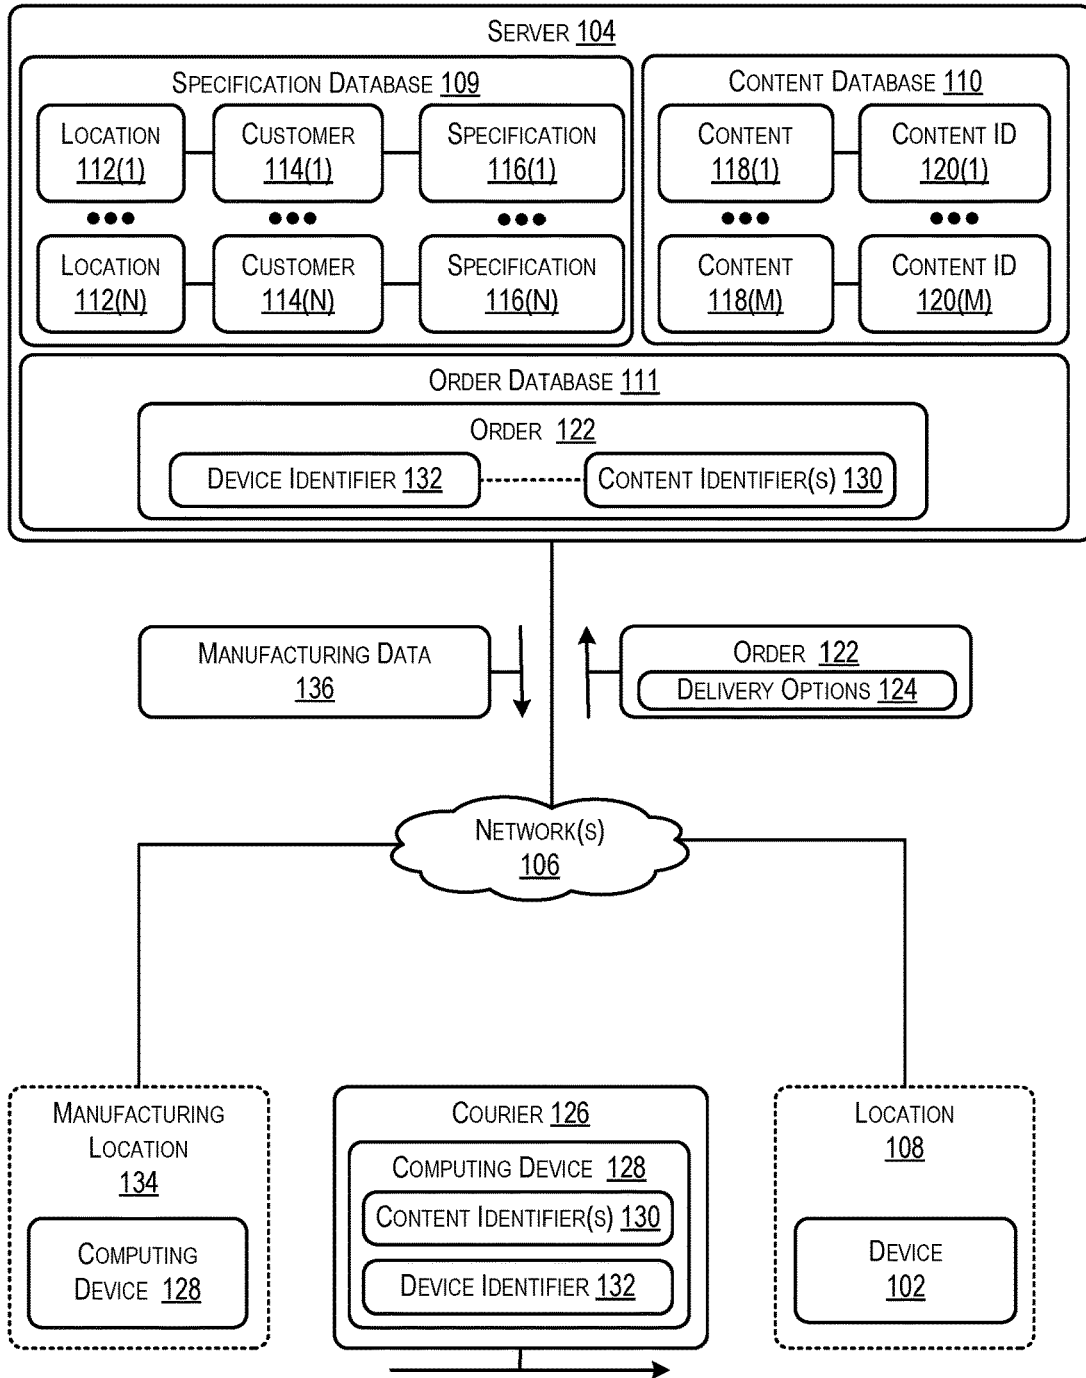 SERVER 104
SPECIFICATION DATABASE 109
LOCATION
112(1)
CUSTOMER
114(1)
SPECIFICATION
116(1)
LOCATION
112(N)
CUSTOMER
114(N)
SPECIFICATION
116(N)
CONTENT DATABASE 110
CONTENT
118(1)
CONTENT ID
120(1)
CONTENT
118(M)
CONTENT ID
120(M)
ORDER DATABASE 111
ORDER 122
DEVICE IDENTIFIER 132
CONTENT IDENTIFIER(S) 130
MANUFACTURING DATA
136
ORDER 122
DELIVERY OPTIONS 124
NETWORK(S)
106
MANUFACTURING
LOCATION
134
COMPUTING
DEVICE 128
COURIER 126
COMPUTING DEVICE 128
CONTENT IDENTIFIER(S) 130
DEVICE IDENTIFIER 132
LOCATION
108
DEVICE
102